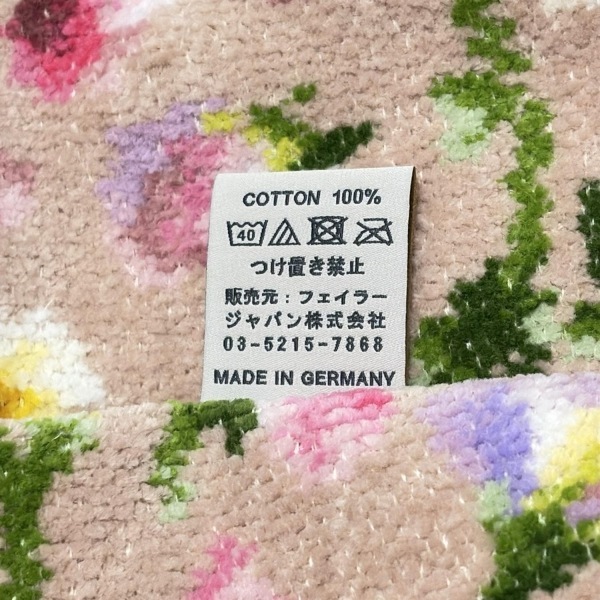 COTTON 100%
40
つけ置き禁止
販売元：フェイラー
ジャパン株式会社
03-5215-7868
MADE IN GERMANY